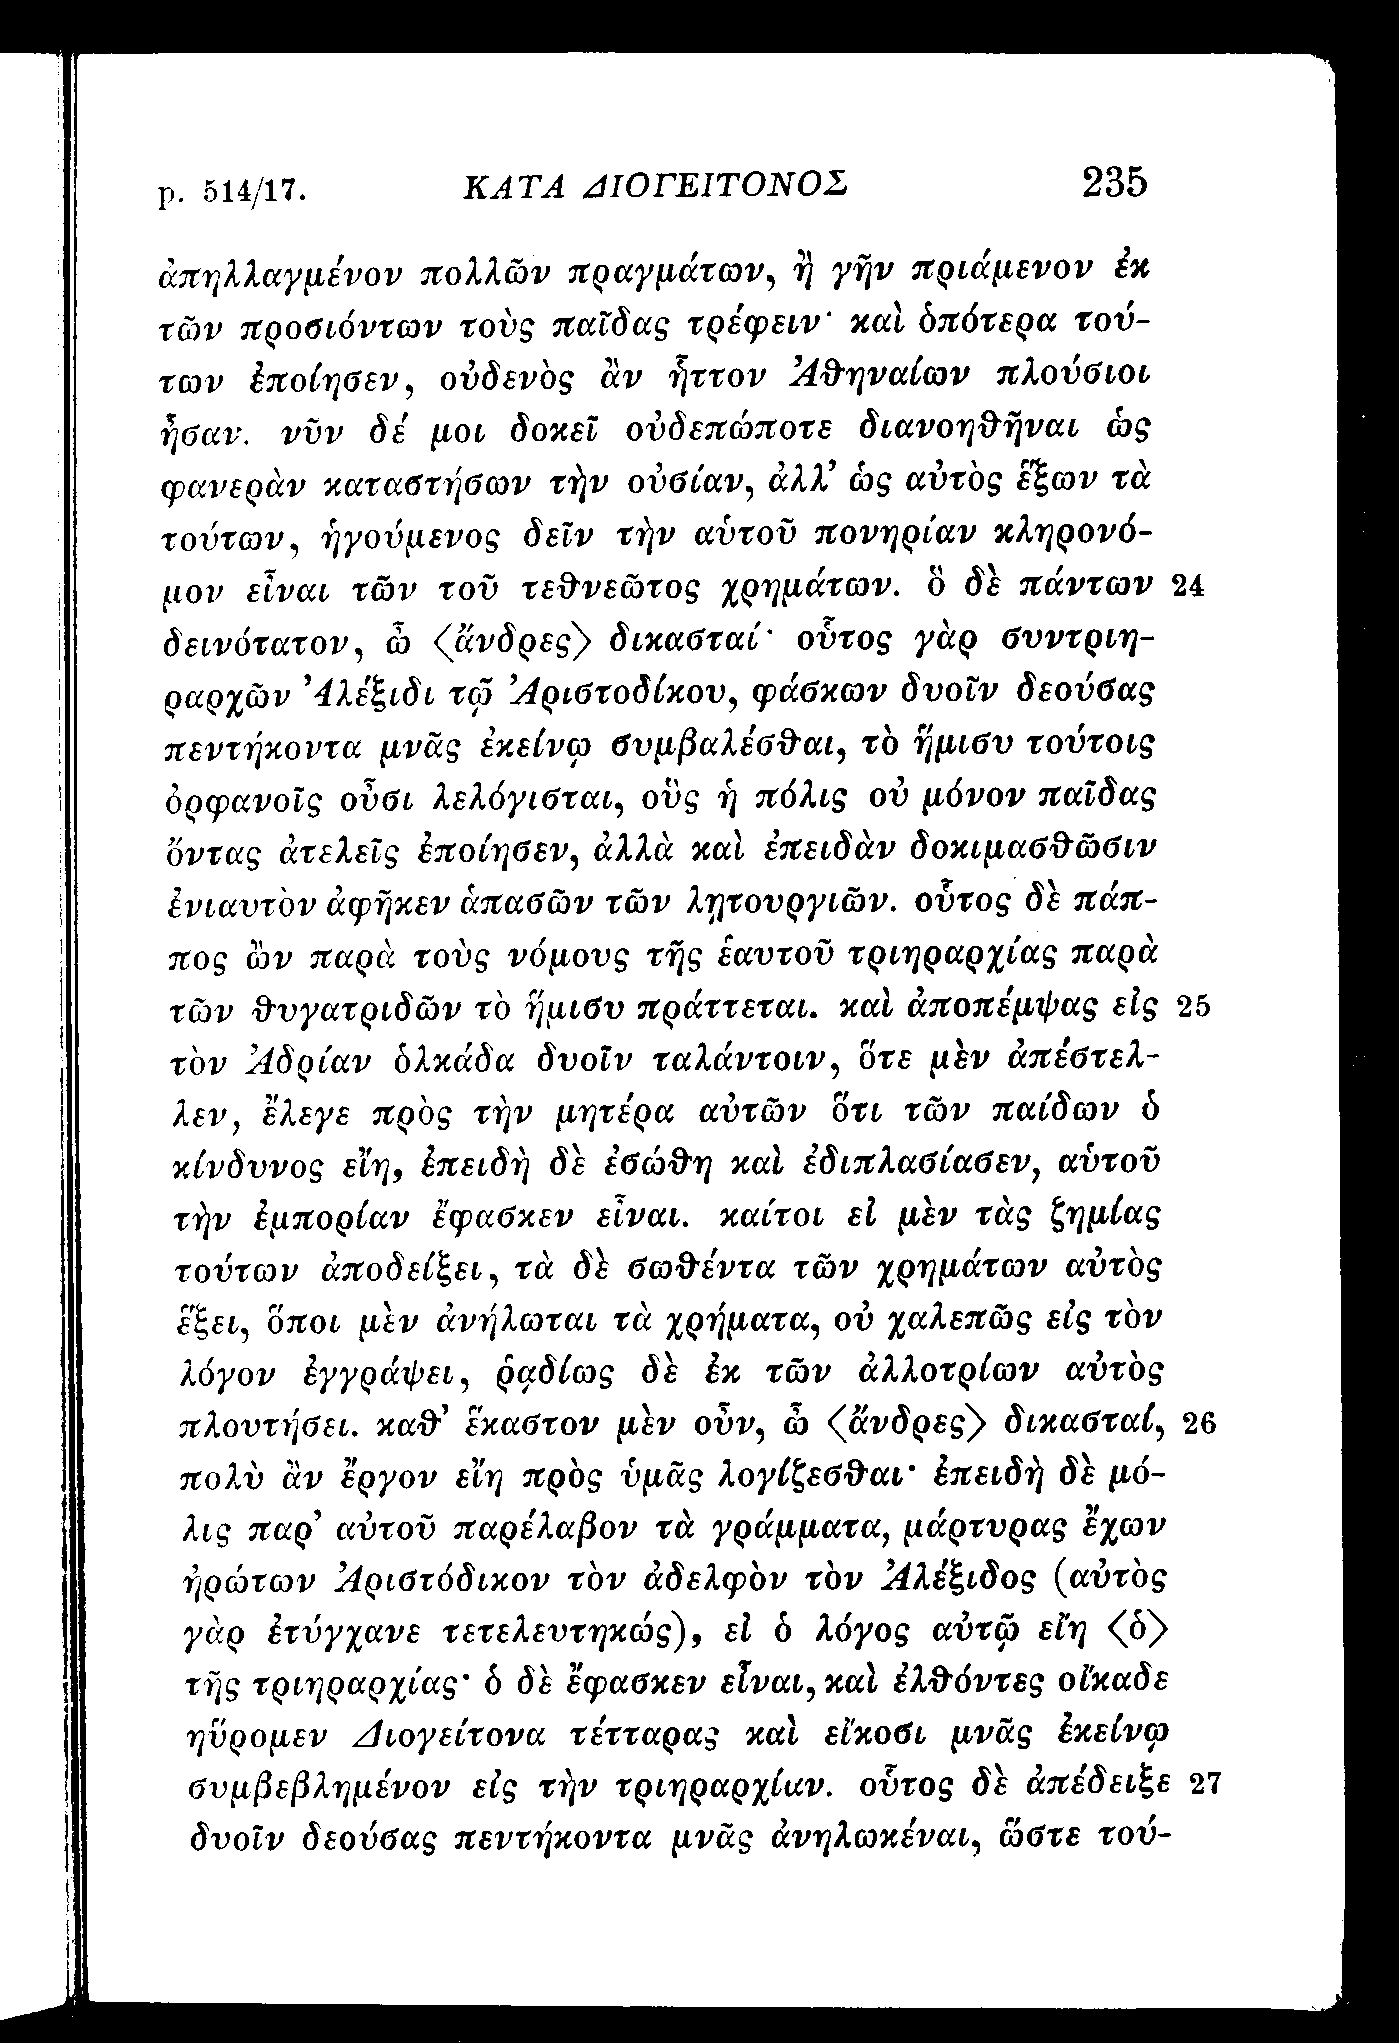 p. 514/17. ΚΑΤΑ ΔΙΟΓΕΙΤΟΝΟΣ 235
ἀπηλλαγμένον πολλῶν πραγμάτων, ἢ γῆν πριάμενον ἐκ
τῶν προσιόντων τοὺς παῖδας τρέφειν· καὶ ὁπότερα τού-
των ἐποίησεν, οὐδενὸς ἂν ἧττον Ἀθηναίων πλούσιοι
ἦσαν. νῦν δέ μοι δοκεῖ οὐδεπώποτε διανοηθῆναι ὡς
φανερὰν καταστήσων τὴν οὐσίαν, ἀλλ’ ὡς αὐτὸς ἕξων τὰ
τούτων, ἡγούμενος δεῖν τὴν αὑτοῦ πονηρίαν κληρονό-
μον εἶναι τῶν τοῦ τεθνεῶτος χρημάτων. ὃ δὲ πάντων 24
δεινότατον, ὦ ⟨ἄνδρες⟩ δικασταί· οὗτος γὰρ συντριη-
ραρχῶν Ἀλέξιδι τῷ Ἀριστοδίκου, φάσκων δυοῖν δεούσας
πεντήκοντα μνᾶς ἐκείνῳ συμβαλέσθαι, τὸ ἥμισυ τούτοις
ὀρφανοῖς οὖσι λελόγισται, οὓς ἡ πόλις οὐ μόνον παῖδας
ὄντας ἀτελεῖς ἐποίησεν, ἀλλὰ καὶ ἐπειδὰν δοκιμασθῶσιν
ἐνιαυτὸν ἀφῆκεν ἁπασῶν τῶν λῃτουργιῶν. οὗτος δὲ πάπ-
πος ὢν παρὰ τοὺς νόμους τῆς ἑαυτοῦ τριηραρχίας παρὰ
τῶν θυγατριδῶν τὸ ἥμισυ πράττεται. καὶ ἀποπέμψας εἰς 25
τὸν Ἀδρίαν ὁλκάδα δυοῖν ταλάντοιν, ὅτε μὲν ἀπέστελ-
λεν, ἔλεγε πρὸς τὴν μητέρα αὐτῶν ὅτι τῶν παίδων ὁ
κίνδυνος εἴη, ἐπειδὴ δὲ ἐσώθη καὶ ἐδιπλασίασεν, αὑτοῦ
τὴν ἐμπορίαν ἔφασκεν εἶναι. καίτοι εἰ μὲν τὰς ζημίας
τούτων ἀποδείξει, τὰ δὲ σωθέντα τῶν χρημάτων αὐτὸς
ἕξει, ὅποι μὲν ἀνήλωται τὰ χρήματα, οὐ χαλεπῶς εἰς τὸν
λόγον ἐγγράψει, ῥᾳδίως δὲ ἐκ τῶν ἀλλοτρίων αὐτὸς
πλουτήσει. καθ’ ἕκαστον μὲν οὖν, ὦ ⟨ἄνδρες⟩ δικασταί, 26
πολὺ ἂν ἔργον εἴη πρὸς ὑμᾶς λογίζεσθαι· ἐπειδὴ δὲ μό-
λις παρ’ αὐτοῦ παρέλαβον τὰ γράμματα, μάρτυρας ἔχων
ἠρώτων Ἀριστόδικον τὸν ἀδελφὸν τὸν Ἀλέξιδος (αὐτὸς
γὰρ ἐτύγχανε τετελευτηκώς), εἰ ὁ λόγος αὐτῷ εἴη ⟨ὁ⟩
τῆς τριηραρχίας· ὁ δὲ ἔφασκεν εἶναι, καὶ ἐλθόντες οἴκαδε
ηὕρομεν Διογείτονα τέτταρας καὶ εἴκοσι μνᾶς ἐκείνῳ
συμβεβλημένον εἰς τὴν τριηραρχίαν. οὗτος δὲ ἀπέδειξε 27
δυοῖν δεούσας πεντήκοντα μνᾶς ἀνηλωκέναι, ὥστε τού-